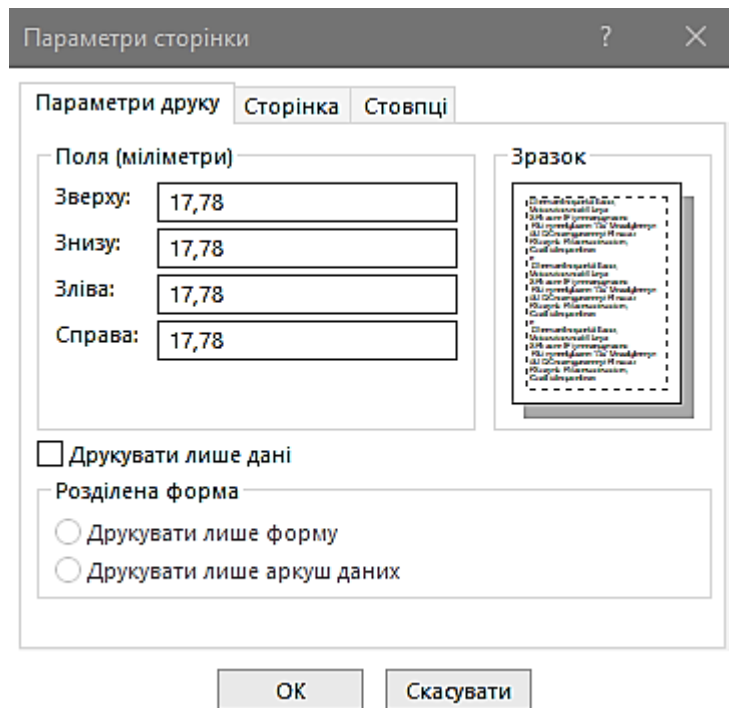 Параметри сторінки ?
Параметри друку Сторінка Стовпці
Поля (міліметри)
Зверху: 17,78
Знизу: 17,78
Зліва: 17,78
Справа: 17,78
Зразок
Друкувати лише дані
Розділена форма
Друкувати лише форму
Друкувати лише аркуш даних
ОК Скасувати